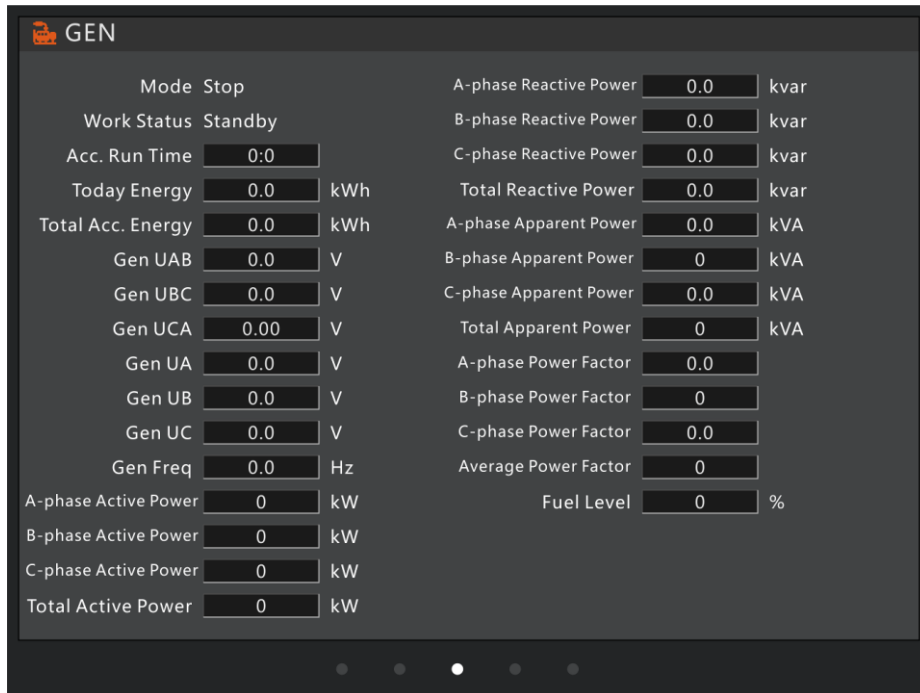 GEN
Mode Stop
Work Status Standby
Acc. Run Time 0:0
Today Energy 0.0 kWh
Total Acc. Energy 0.0 kWh
Gen UAB 0.0 V
Gen UBC 0.0 V
Gen UCA 0.00 V
Gen UA 0.0 V
Gen UB 0.0 V
Gen UC 0.0 V
Gen Freq 0.0 Hz
A-phase Active Power 0 kW
B-phase Active Power 0 kW
C-phase Active Power 0 kW
Total Active Power 0 kW
A-phase Reactive Power 0.0 kvar
B-phase Reactive Power 0.0 kvar
C-phase Reactive Power 0.0 kvar
Total Reactive Power 0.0 kvar
A-phase Apparent Power 0.0 kVA
B-phase Apparent Power 0 kVA
C-phase Apparent Power 0.0 kVA
Total Apparent Power 0 kVA
A-phase Power Factor 0.0
B-phase Power Factor 0
C-phase Power Factor 0.0
Average Power Factor 0
Fuel Level 0 %